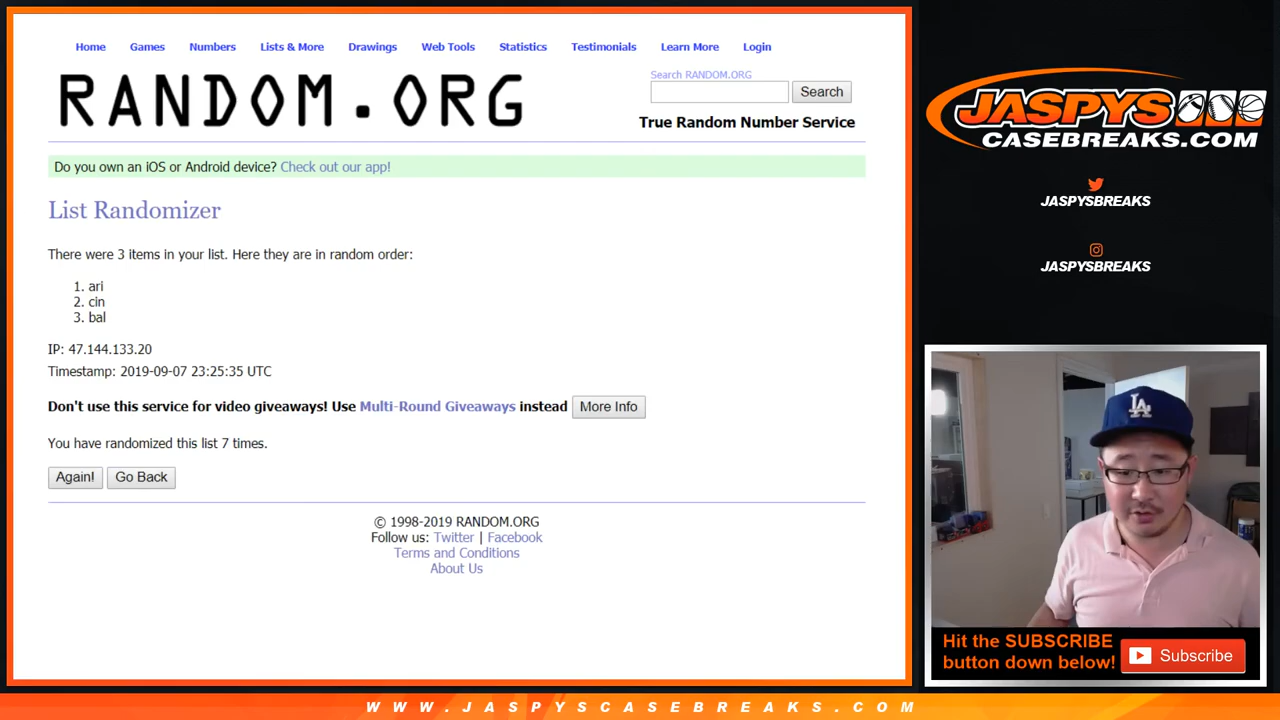 Home Games Numbers Lists & More Drawings Web Tools Statistics Testimonials Learn More Login
RANDOM.ORG
Search RANDOM.ORG
Search
True Random Number Service
Do you own an iOS or Android device? Check out our app!
List Randomizer
There were 3 items in your list. Here they are in random order:
1. ari
2. cin
3. bal
IP: 47.144.133.20
Timestamp: 2019-09-07 23:25:35 UTC
Don't use this service for video giveaways! Use Multi-Round Giveaways instead More Info
You have randomized this list 7 times.
Again! Go Back
© 1998-2019 RANDOM.ORG
Follow us: Twitter | Facebook
Terms and Conditions
About Us
JASPYS
CASEBREAKS.COM
JASPYSBREAKS
JASPYSBREAKS
LA
Hit the SUBSCRIBE
button down below!
Subscribe
WWW.JASPYSCASEBREAKS.COM